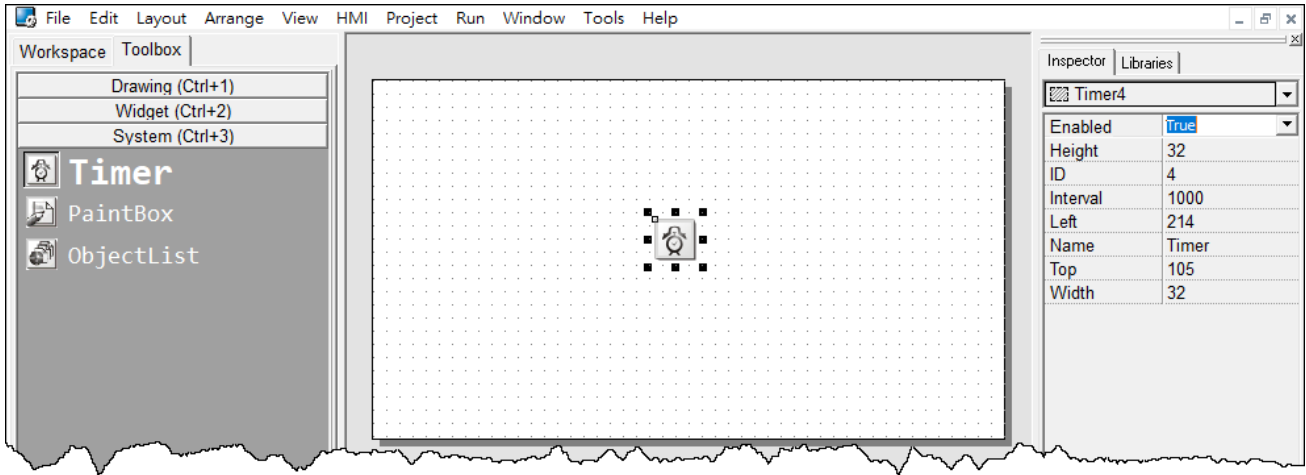 File Edit Layout Arrange View HMI Project Run Window Tools Help
Workspace Toolbox
Drawing (Ctrl+1)
Widget (Ctrl+2)
System (Ctrl+3)
Timer
PaintBox
ObjectList
Inspector Libraries
Timer4
Enabled True
Height 32
ID 4
Interval 1000
Left 214
Name Timer
Top 105
Width 32